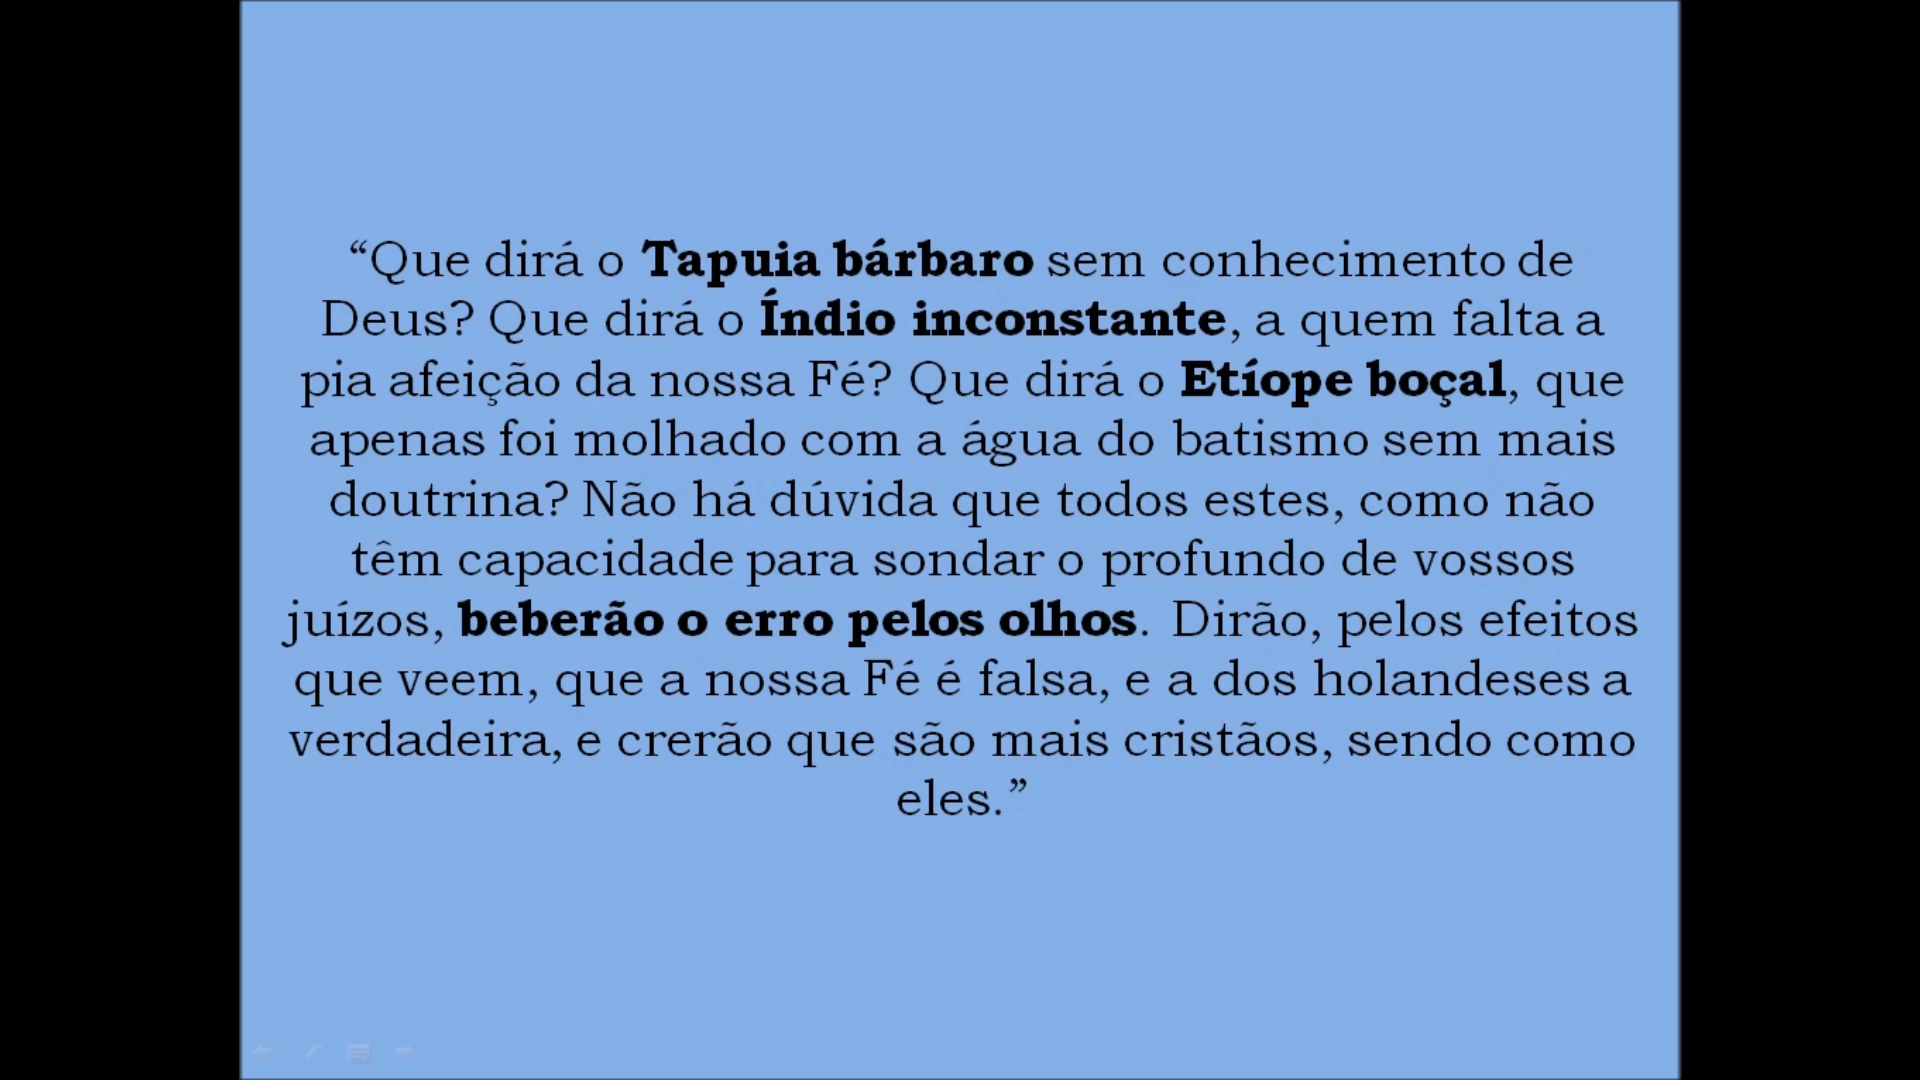 “Que dirá o Tapuia bárbaro sem conhecimento de
Deus? Que dirá o Índio inconstante, a quem falta a
pia afeição da nossa Fé? Que dirá o Etíope boçal, que
apenas foi molhado com a água do batismo sem mais
doutrina? Não há dúvida que todos estes, como não
têm capacidade para sondar o profundo de vossos
juízos, beberão o erro pelos olhos. Dirão, pelos efeitos
que veem, que a nossa Fé é falsa, e a dos holandeses a
verdadeira, e crerão que são mais cristãos, sendo como
eles.”